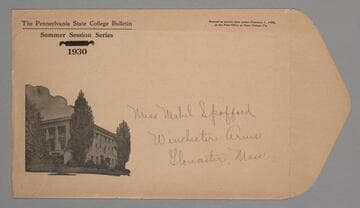 The Pennsylvania State College Bulletin
Summer Session Series
1930
Miss Mabel Spofford
Winchester Arms
Gloucester, Mass.